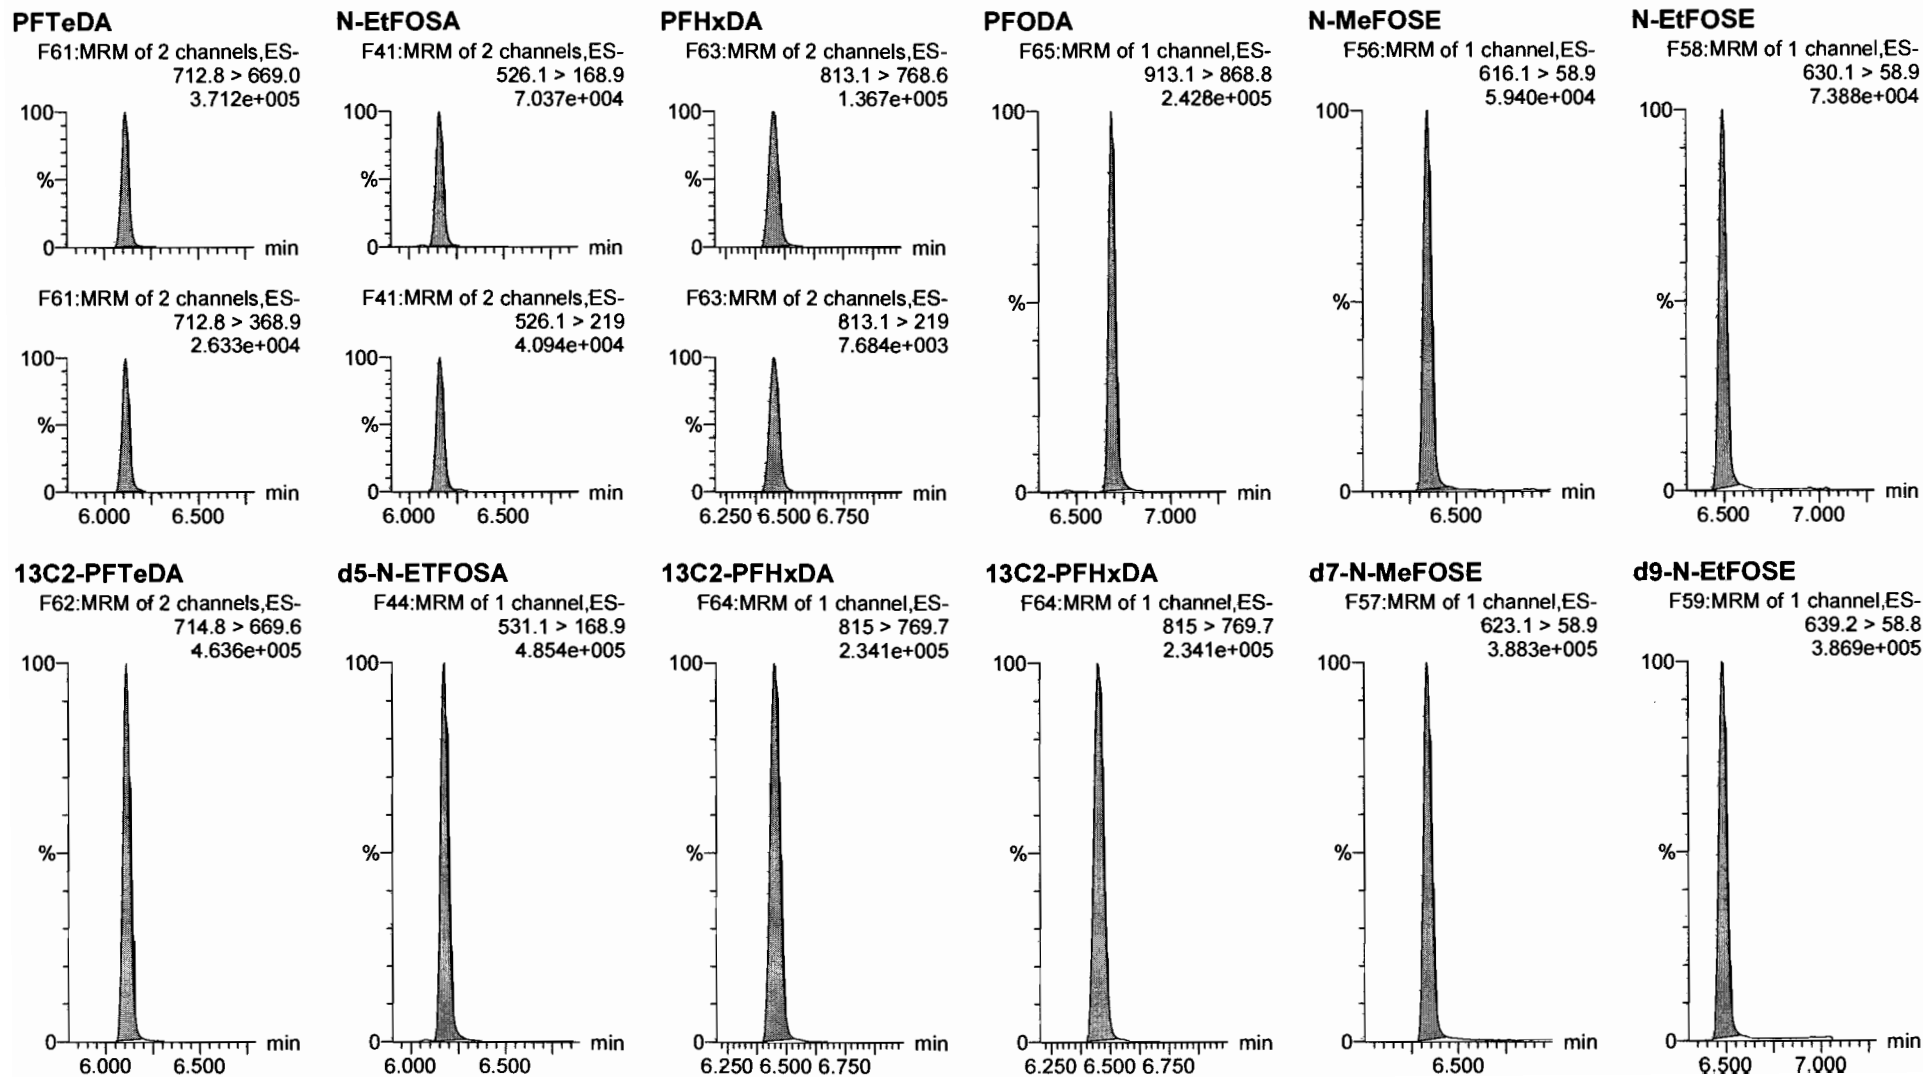 PFTeDA
F61:MRM of 2 channels,ES-
712.8 > 669.0
3.712e+005
100
%
0
min
F61:MRM of 2 channels,ES-
712.8 > 368.9
2.633e+004
100
%
0
min
6.000 6.500
N-EtFOSA
F41:MRM of 2 channels,ES-
526.1 > 168.9
7.037e+004
100
%
0
min
F41:MRM of 2 channels,ES-
526.1 > 219
4.094e+004
100
%
0
min
6.000 6.500
PFHxDA
F63:MRM of 2 channels,ES-
813.1 > 768.6
1.367e+005
100
%
0
min
F63:MRM of 2 channels,ES-
813.1 > 219
7.684e+003
100
%
0
min
6.250 6.500 6.750
PFODA
F65:MRM of 1 channel,ES-
913.1 > 868.8
2.428e+005
100
%
0
min
6.500 7.000
N-MeFOSE
F56:MRM of 1 channel,ES-
616.1 > 58.9
5.940e+004
100
%
0
min
6.500
N-EtFOSE
F58:MRM of 1 channel,ES-
630.1 > 58.9
7.388e+004
100
%
0
min
6.500 7.000
13C2-PFTeDA
F62:MRM of 2 channels,ES-
714.8 > 669.6
4.636e+005
100
%
0
min
6.000 6.500
d5-N-ETFOSA
F44:MRM of 1 channel,ES-
531.1 > 168.9
4.854e+005
100
%
0
min
6.000 6.500
13C2-PFHxDA
F64:MRM of 1 channel,ES-
815 > 769.7
2.341e+005
100
%
0
min
6.250 6.500 6.750
13C2-PFHxDA
F64:MRM of 1 channel,ES-
815 > 769.7
2.341e+005
100
%
0
min
6.250 6.500 6.750
d7-N-MeFOSE
F57:MRM of 1 channel,ES-
623.1 > 58.9
3.883e+005
100
%
0
min
6.500
d9-N-EtFOSE
F59:MRM of 1 channel,ES-
639.2 > 58.8
3.869e+005
100
%
0
min
6.500 7.000